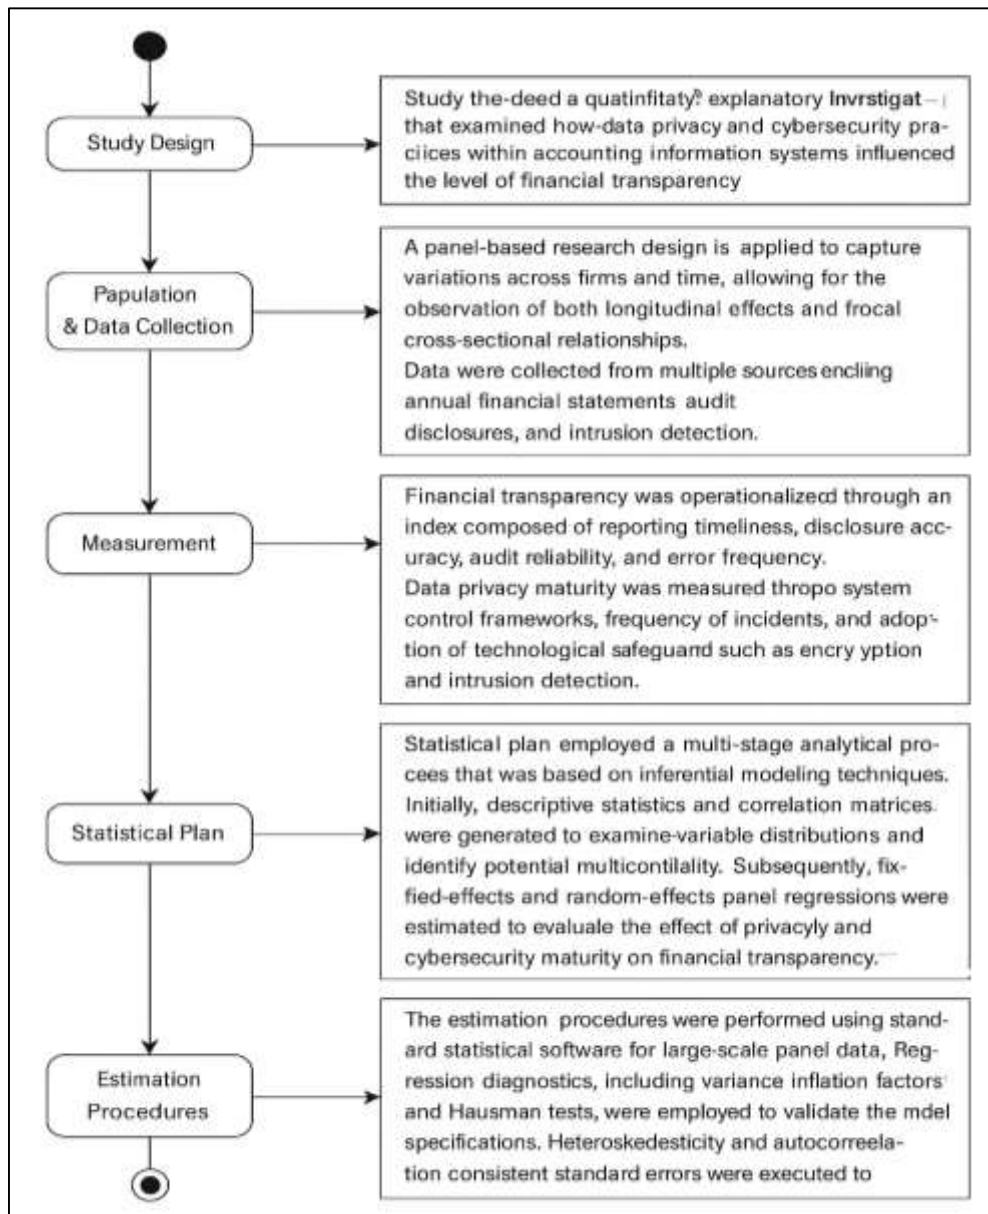 Study Design
Study the-deed a quatinfitaty? explanatory Invrstigat
that examined how-data privacy and cybersecurity pra-
ciices within accounting information systems influenced
the level of financial transparency
Papulation
& Data Collection
A panel-based research design is applied to capture
variations across firms and time, allowing for the
observation of both longitudinal effects and frocal
cross-sectional relationships.
Data were collected from multiple sources encliing
annual financial statements audit
disclosures, and intrusion detection.
Measurement
Financial transparency was operationalizecd through an
index composed of reporting timeliness, disclosure acc-
uracy, audit reliability, and error frequency.
Data privacy maturity was measured thropo system
control frameworks, frequency of incidents, and adop-
tion of technological safeguand such as encry yption
and intrusion detection.
Statistical Plan
Statistical plan employed a multi-stage analytical pro-
cees that was based on inferential modeling techniques.
Initially, descriptive statistics and correlation matrices
were generated to examine-variable distributions and
identify potential multicontilality. Subsequently, fix-
fied-effects and random-effects panel regressions were
estimated to evaluate the effect of privacyly and
cybersecurity maturity on financial transparency.
Estimation
Procedures
The estimation procedures were performed using stand-
ard statistical software for large-scale panel data, Reg-
ression diagnostics, including variance inflation factors
and Hausman tests, were employed to validate the mdel
specifications. Heteroskedesticity and autocorreela-
tion consistent standard errors were executed to